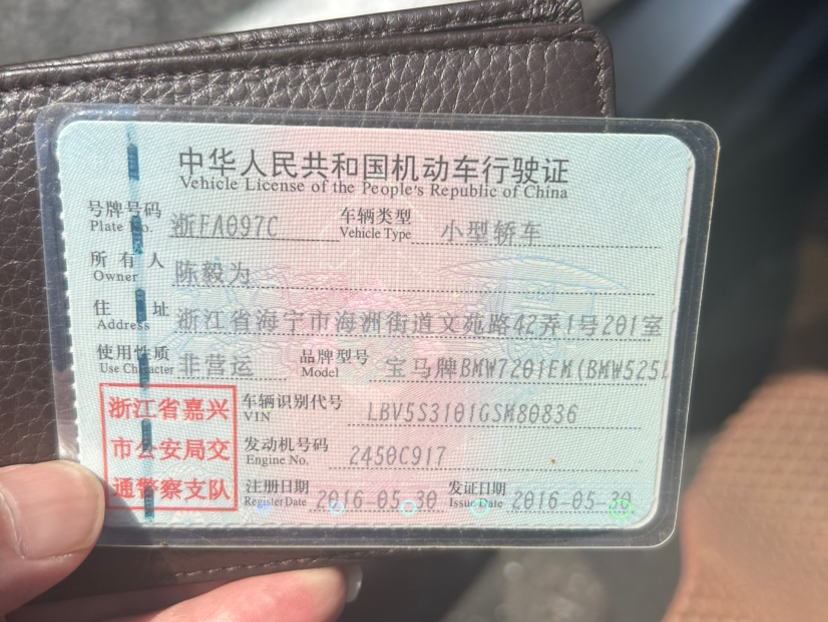 中华人民共和国机动车行驶证
Vehicle License of the People's Republic of China
号牌号码 浙FA097C 车辆类型 小型轿车
Plate No. Vehicle Type
所有人 陈毅为
Owner
住址 浙江省海宁市海洲街道文苑路42弄1号201室
Address
使用性质 非营运 品牌型号 宝马牌BMW7201EM(BMW525L
Use Character Model
浙江省嘉兴
市公安局交
通警察支队
车辆识别代号 LBV5S3101GSM80836
VIN
发动机号码 2450C917
Engine No.
注册日期 2016-05-30 发证日期 2016-05-30
Register Date Issue Date